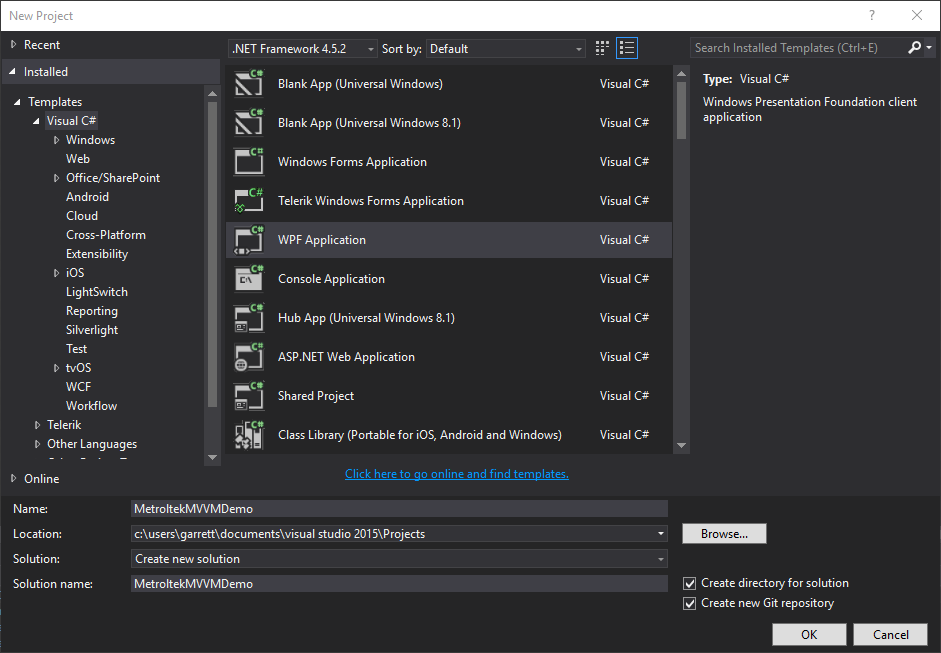 New Project
Recent
.NET Framework 4.5.2
Sort by:
Default
Search Installed Templates (Ctrl+E)
Installed
Templates
Visual C#
Windows
Web
Office/SharePoint
Android
Cloud
Cross-Platform
Extensibility
iOS
LightSwitch
Reporting
Silverlight
Test
tvOS
WCF
Workflow
Telerik
Other Languages
Online
Blank App (Universal Windows) Visual C#
Blank App (Universal Windows 8.1) Visual C#
Windows Forms Application Visual C#
Telerik Windows Forms Application Visual C#
WPF Application Visual C#
Console Application Visual C#
Hub App (Universal Windows 8.1) Visual C#
ASP.NET Web Application Visual C#
Shared Project Visual C#
Class Library (Portable for iOS, Android and Windows) Visual C#
Click here to go online and find templates.
Type: Visual C#
Windows Presentation Foundation client
application
Name: MetroItekMVVMDemo
Location: c:\users\garrett\documents\visual studio 2015\Projects
Browse...
Solution: Create new solution
Solution name: MetroItekMVVMDemo
Create directory for solution
Create new Git repository
OK
Cancel